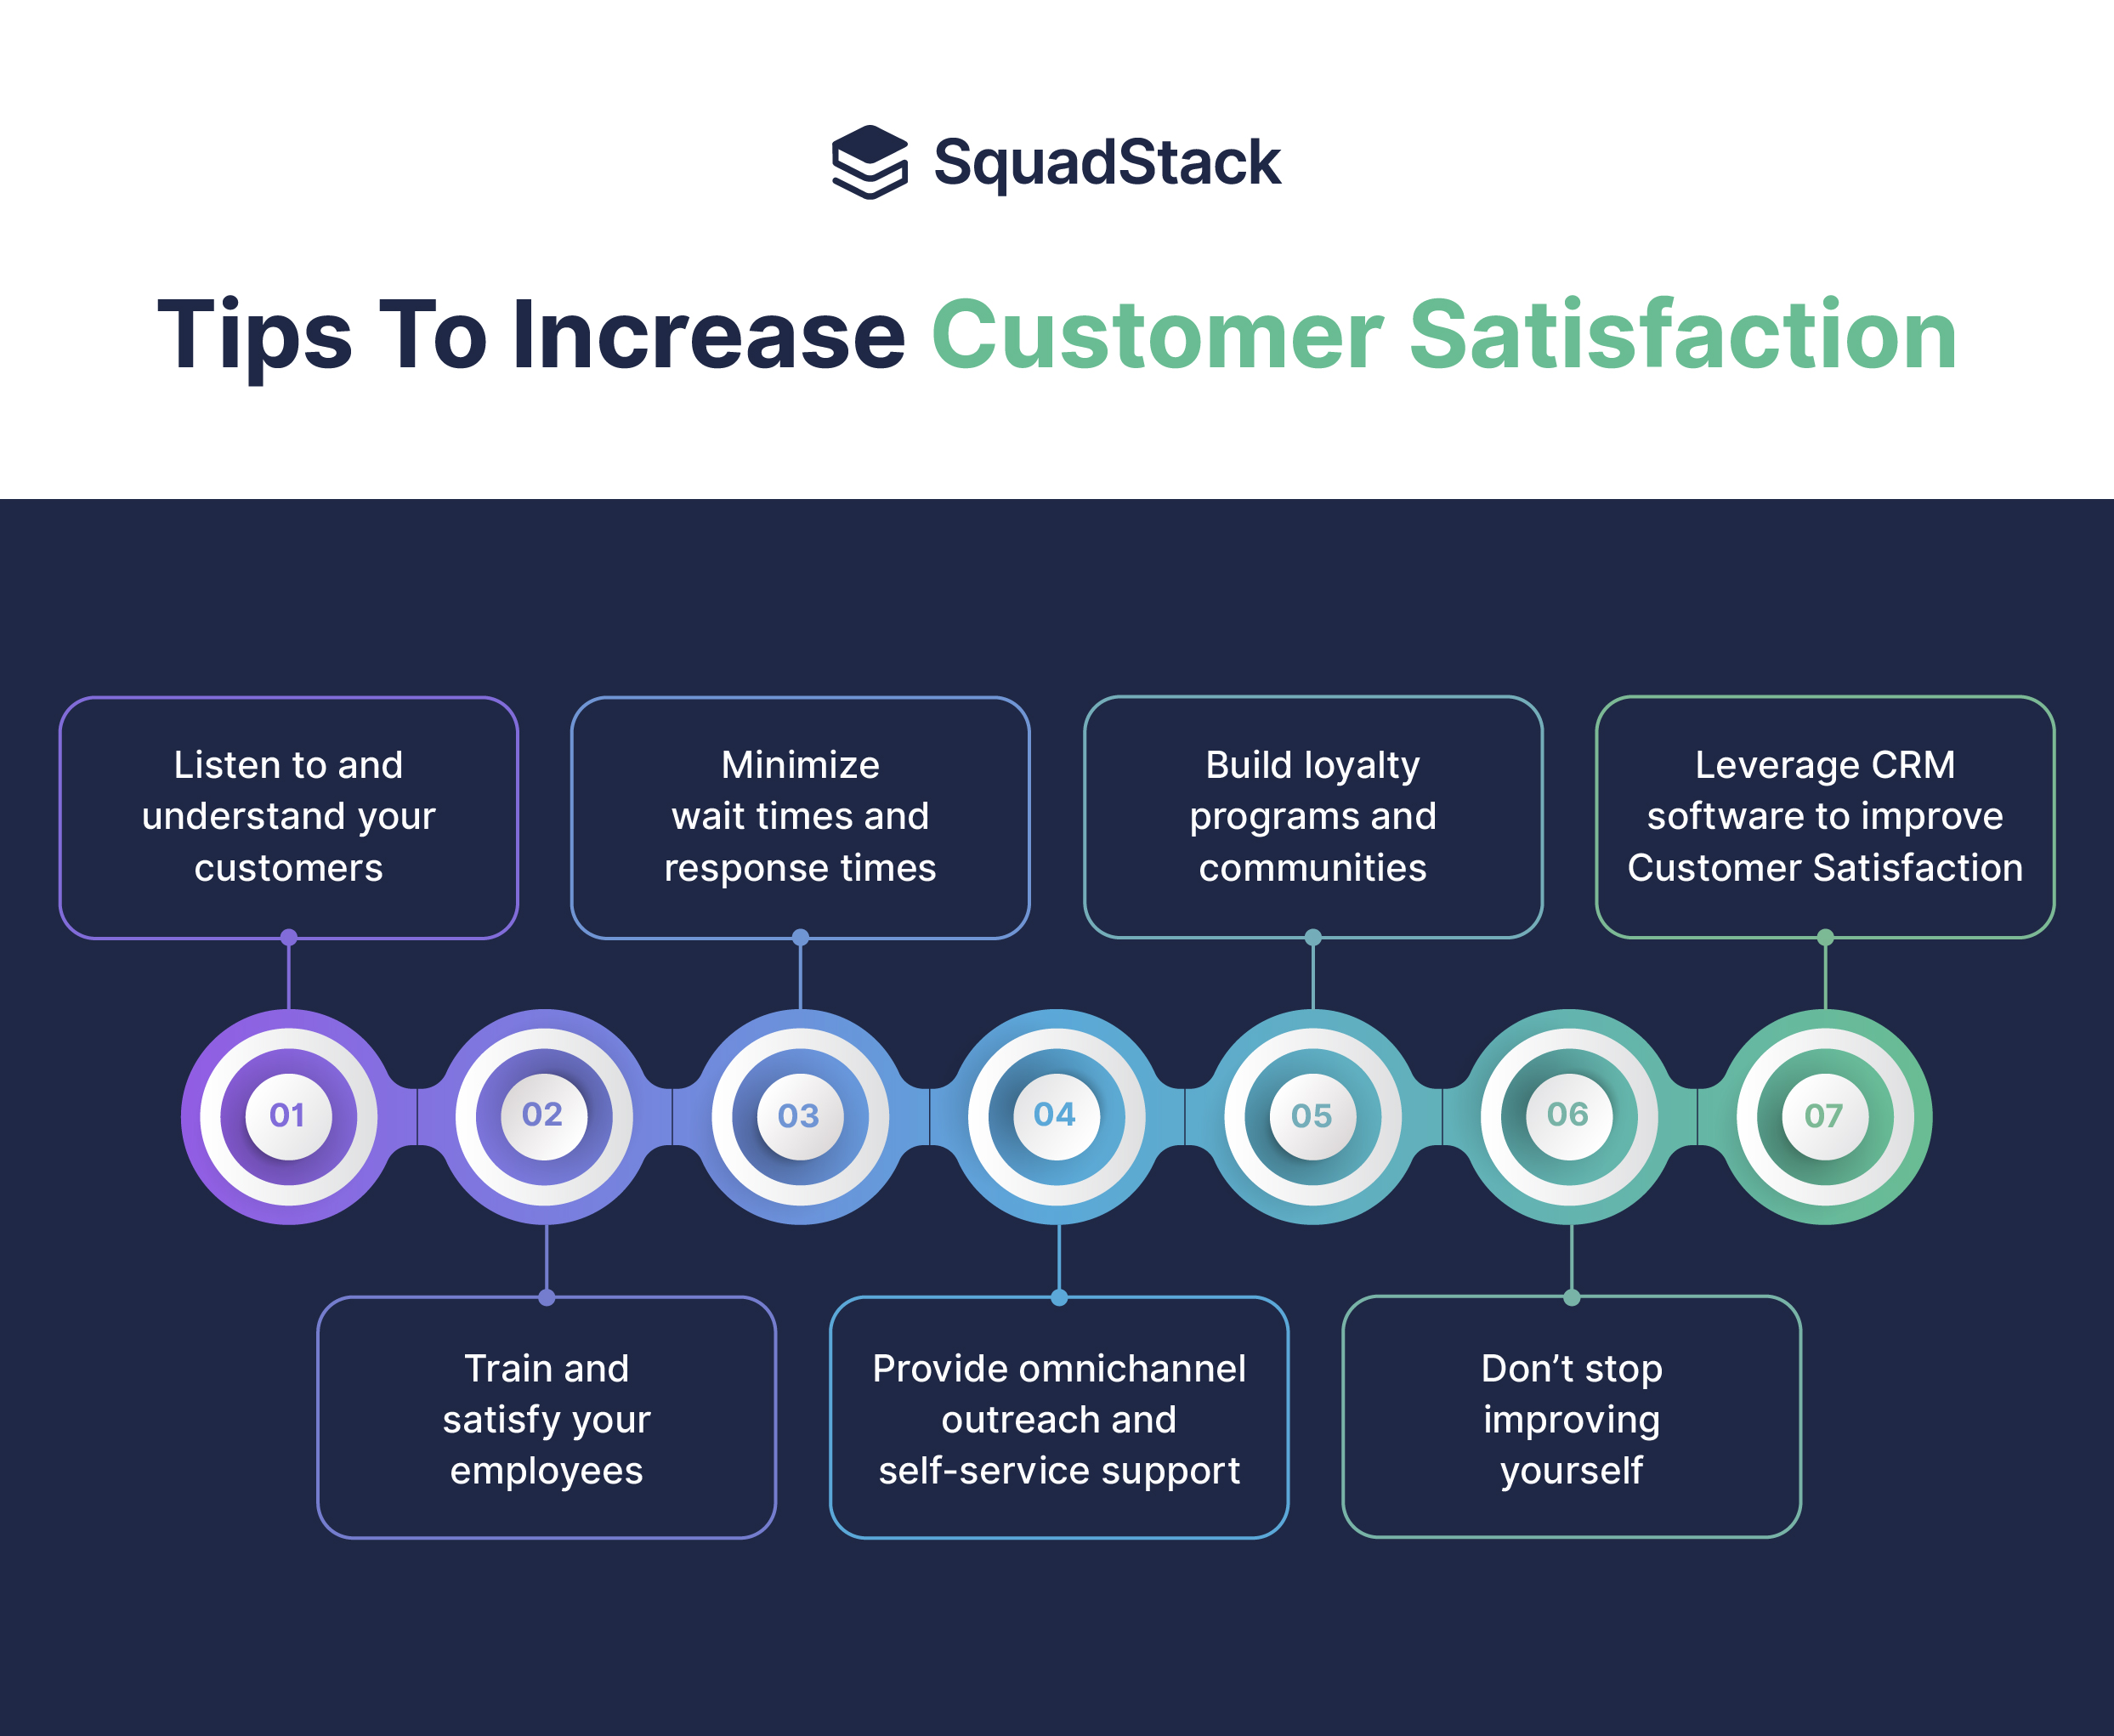 SquadStack
Tips To Increase Customer Satisfaction
01
Listen to and
understand your
customers
02
Train and
satisfy your
employees
03
Minimize
wait times and
response times
04
Provide omnichannel
outreach and
self-service support
05
Build loyalty
programs and
communities
06
Don’t stop
improving
yourself
07
Leverage CRM
software to improve
Customer Satisfaction